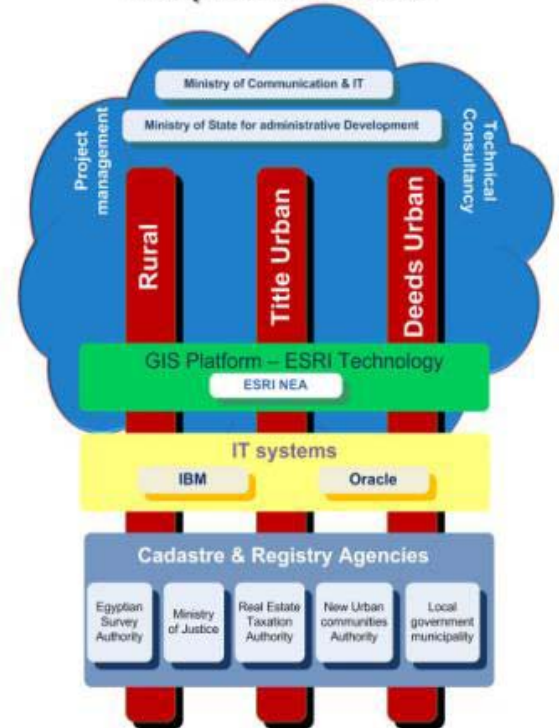 Ministry of Communication & IT
Ministry of State for administrative Development
Project
management
Technical
Consultancy
Rural
Title Urban
Deeds Urban
GIS Platform – ESRI Technology
ESRI NEA
IT systems
IBM
Oracle
Cadastre & Registry Agencies
Egyptian
Survey
Authority
Ministry
of Justice
Real Estate
Taxation
Authority
New Urban
communities
Authority
Local
government
municipality